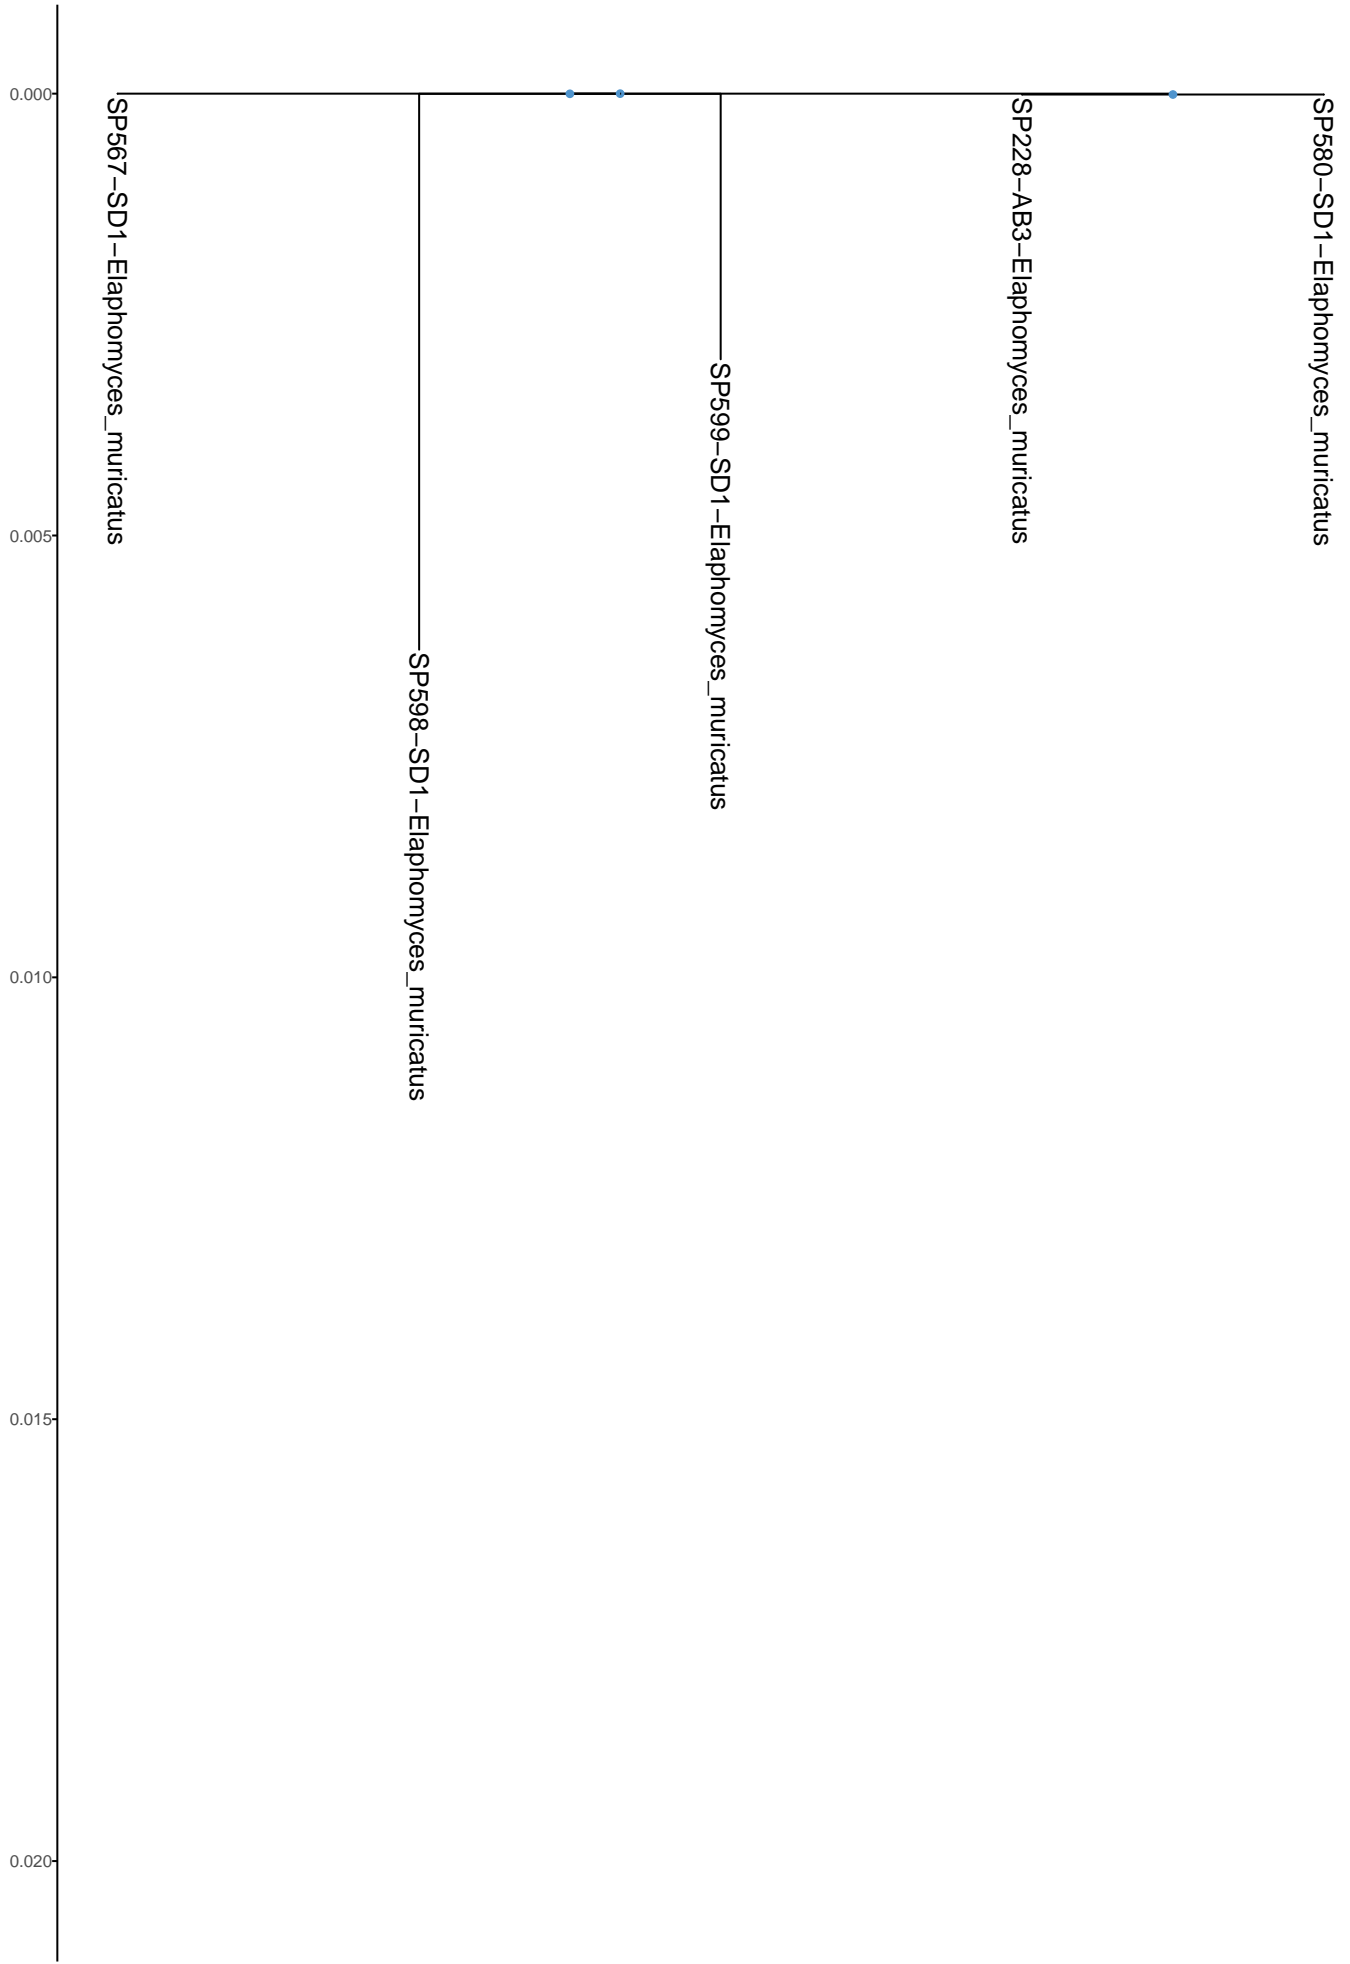 0.000
0.005
0.010
0.015
0.020
SP567−SD1−Elaphomyces_muricatus
SP598−SD1−Elaphomyces_muricatus
SP599−SD1−Elaphomyces_muricatus
SP228−AB3−Elaphomyces_muricatus
SP580−SD1−Elaphomyces_muricatus